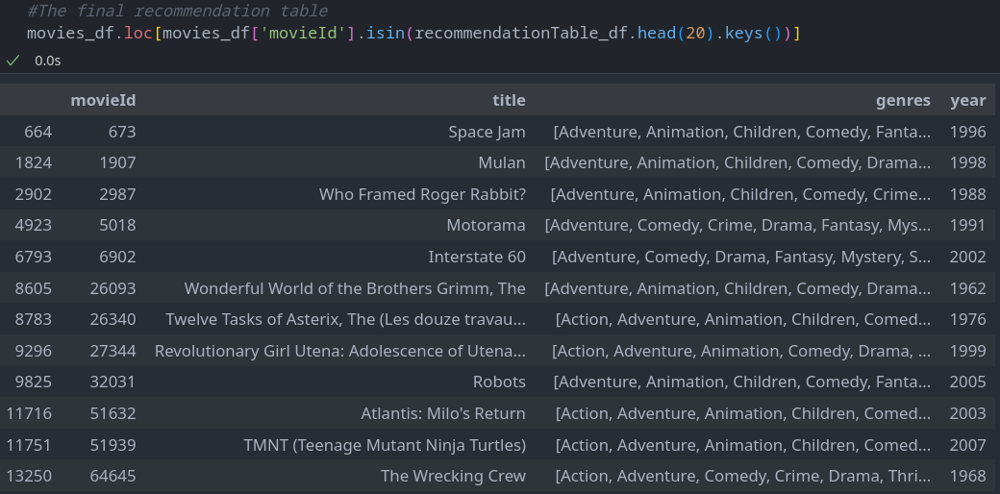 #The final recommendation table
movies_df.loc[movies_df['movieId'].isin(recommendationTable_df.head(20).keys())]
✓ 0.0s
movieId title genres year
664 673 Space Jam [Adventure, Animation, Children, Comedy, Fanta... 1996
1824 1907 Mulan [Adventure, Animation, Children, Comedy, Drama... 1998
2902 2987 Who Framed Roger Rabbit? [Adventure, Animation, Children, Comedy, Crime... 1988
4923 5018 Motorama [Adventure, Comedy, Crime, Drama, Fantasy, Mys... 1991
6793 6902 Interstate 60 [Adventure, Comedy, Drama, Fantasy, Mystery, S... 2002
8605 26093 Wonderful World of the Brothers Grimm, The [Adventure, Animation, Children, Comedy, Drama... 1962
8783 26340 Twelve Tasks of Asterix, The (Les douze travau... [Action, Adventure, Animation, Children, Comed... 1976
9296 27344 Revolutionary Girl Utena: Adolescence of Utena... [Action, Adventure, Animation, Comedy, Drama, ... 1999
9825 32031 Robots [Adventure, Animation, Children, Comedy, Fanta... 2005
11716 51632 Atlantis: Milo's Return [Action, Adventure, Animation, Children, Comed... 2003
11751 51939 TMNT (Teenage Mutant Ninja Turtles) [Action, Adventure, Animation, Children, Comed... 2007
13250 64645 The Wrecking Crew [Action, Adventure, Comedy, Crime, Drama, Thri... 1968